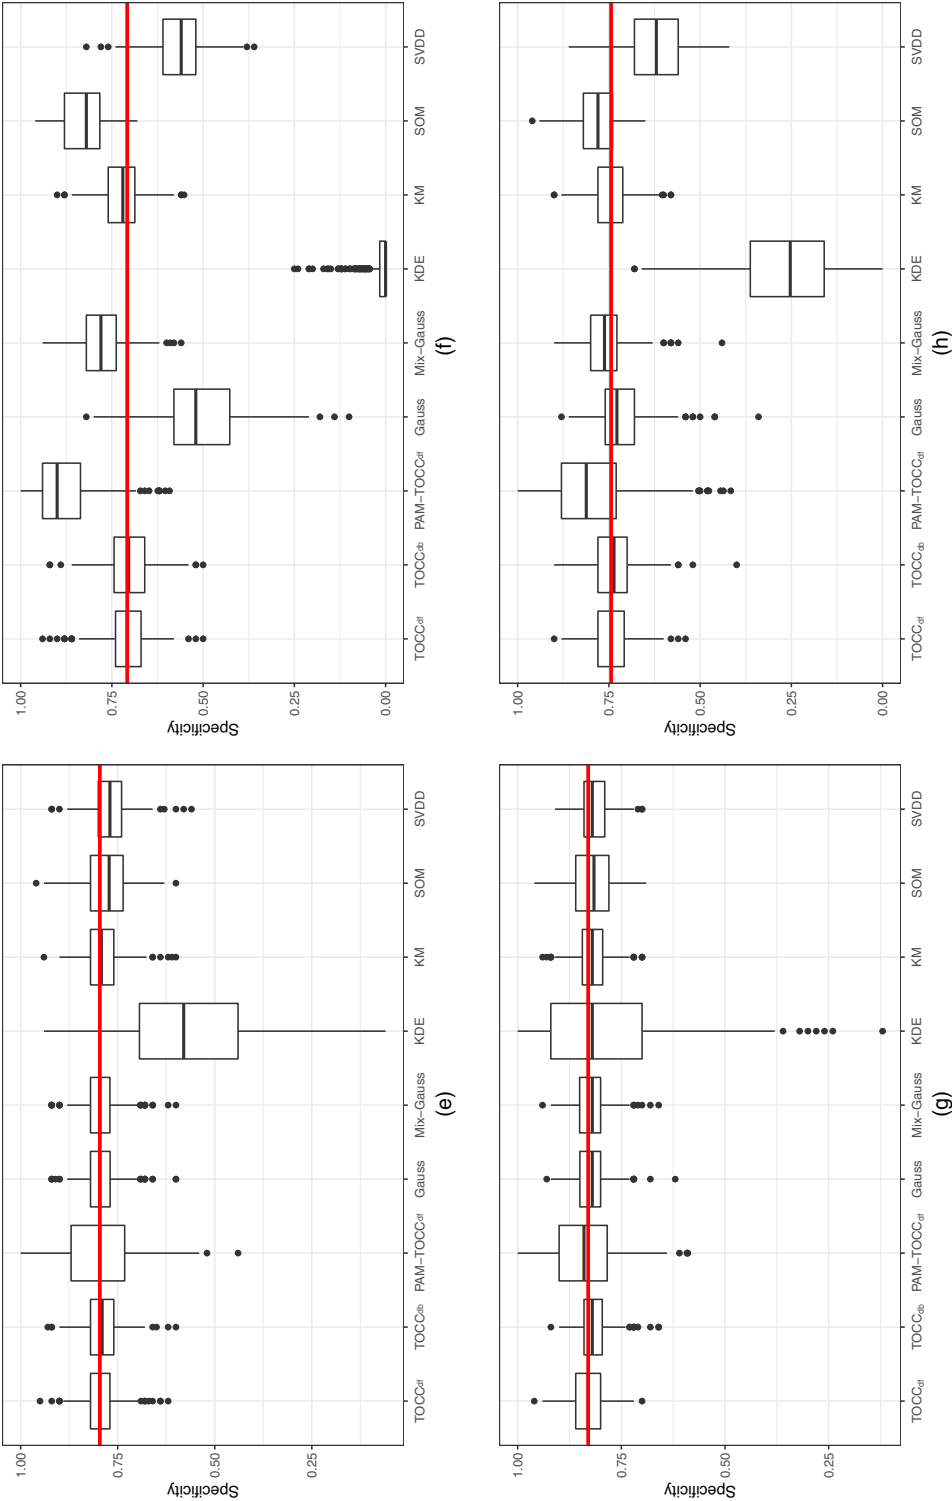 Specificity
1.00
0.75
0.50
0.25
TOCCdf TOCCdb PAM−TOCCdf Gauss Mix−Gauss KDE KM SOM SVDD
(e)
Specificity
1.00
0.75
0.50
0.25
0.00
TOCCdf TOCCdb PAM−TOCCdf Gauss Mix−Gauss KDE KM SOM SVDD
(f)
Specificity
1.00
0.75
0.50
0.25
TOCCdf TOCCdb PAM−TOCCdf Gauss Mix−Gauss KDE KM SOM SVDD
(g)
Specificity
1.00
0.75
0.50
0.25
0.00
TOCCdf TOCCdb PAM−TOCCdf Gauss Mix−Gauss KDE KM SOM SVDD
(h)